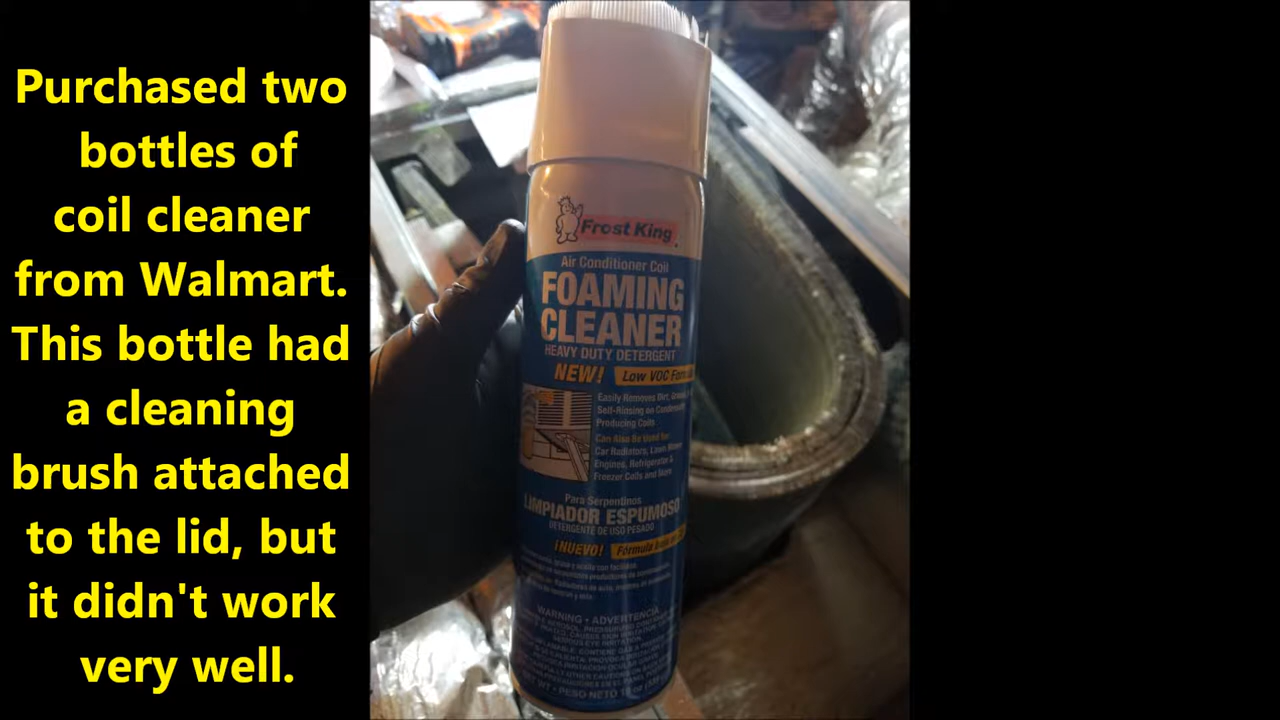 Purchased two
bottles of
coil cleaner
from Walmart.
This bottle had
a cleaning
brush attached
to the lid, but
it didn't work
very well.
Frost King
Air Conditioner Coil
FOAMING
CLEANER
HEAVY DUTY DETERGENT
NEW! Low VOC
Easily Removes Dirt,
Self-Rinsing on
Producing Coils
Can Also Be Used for
Car Radiators, Lawn Mower
Engines, Refrigerator &
Freezer Coils and More
Para Serpentinos
LIMPIADOR ESPUMOSO
DETERGENTE DE USO PESADO
¡NUEVO! Fórmula
WARNING • ADVERTENCIA
PESO NETO